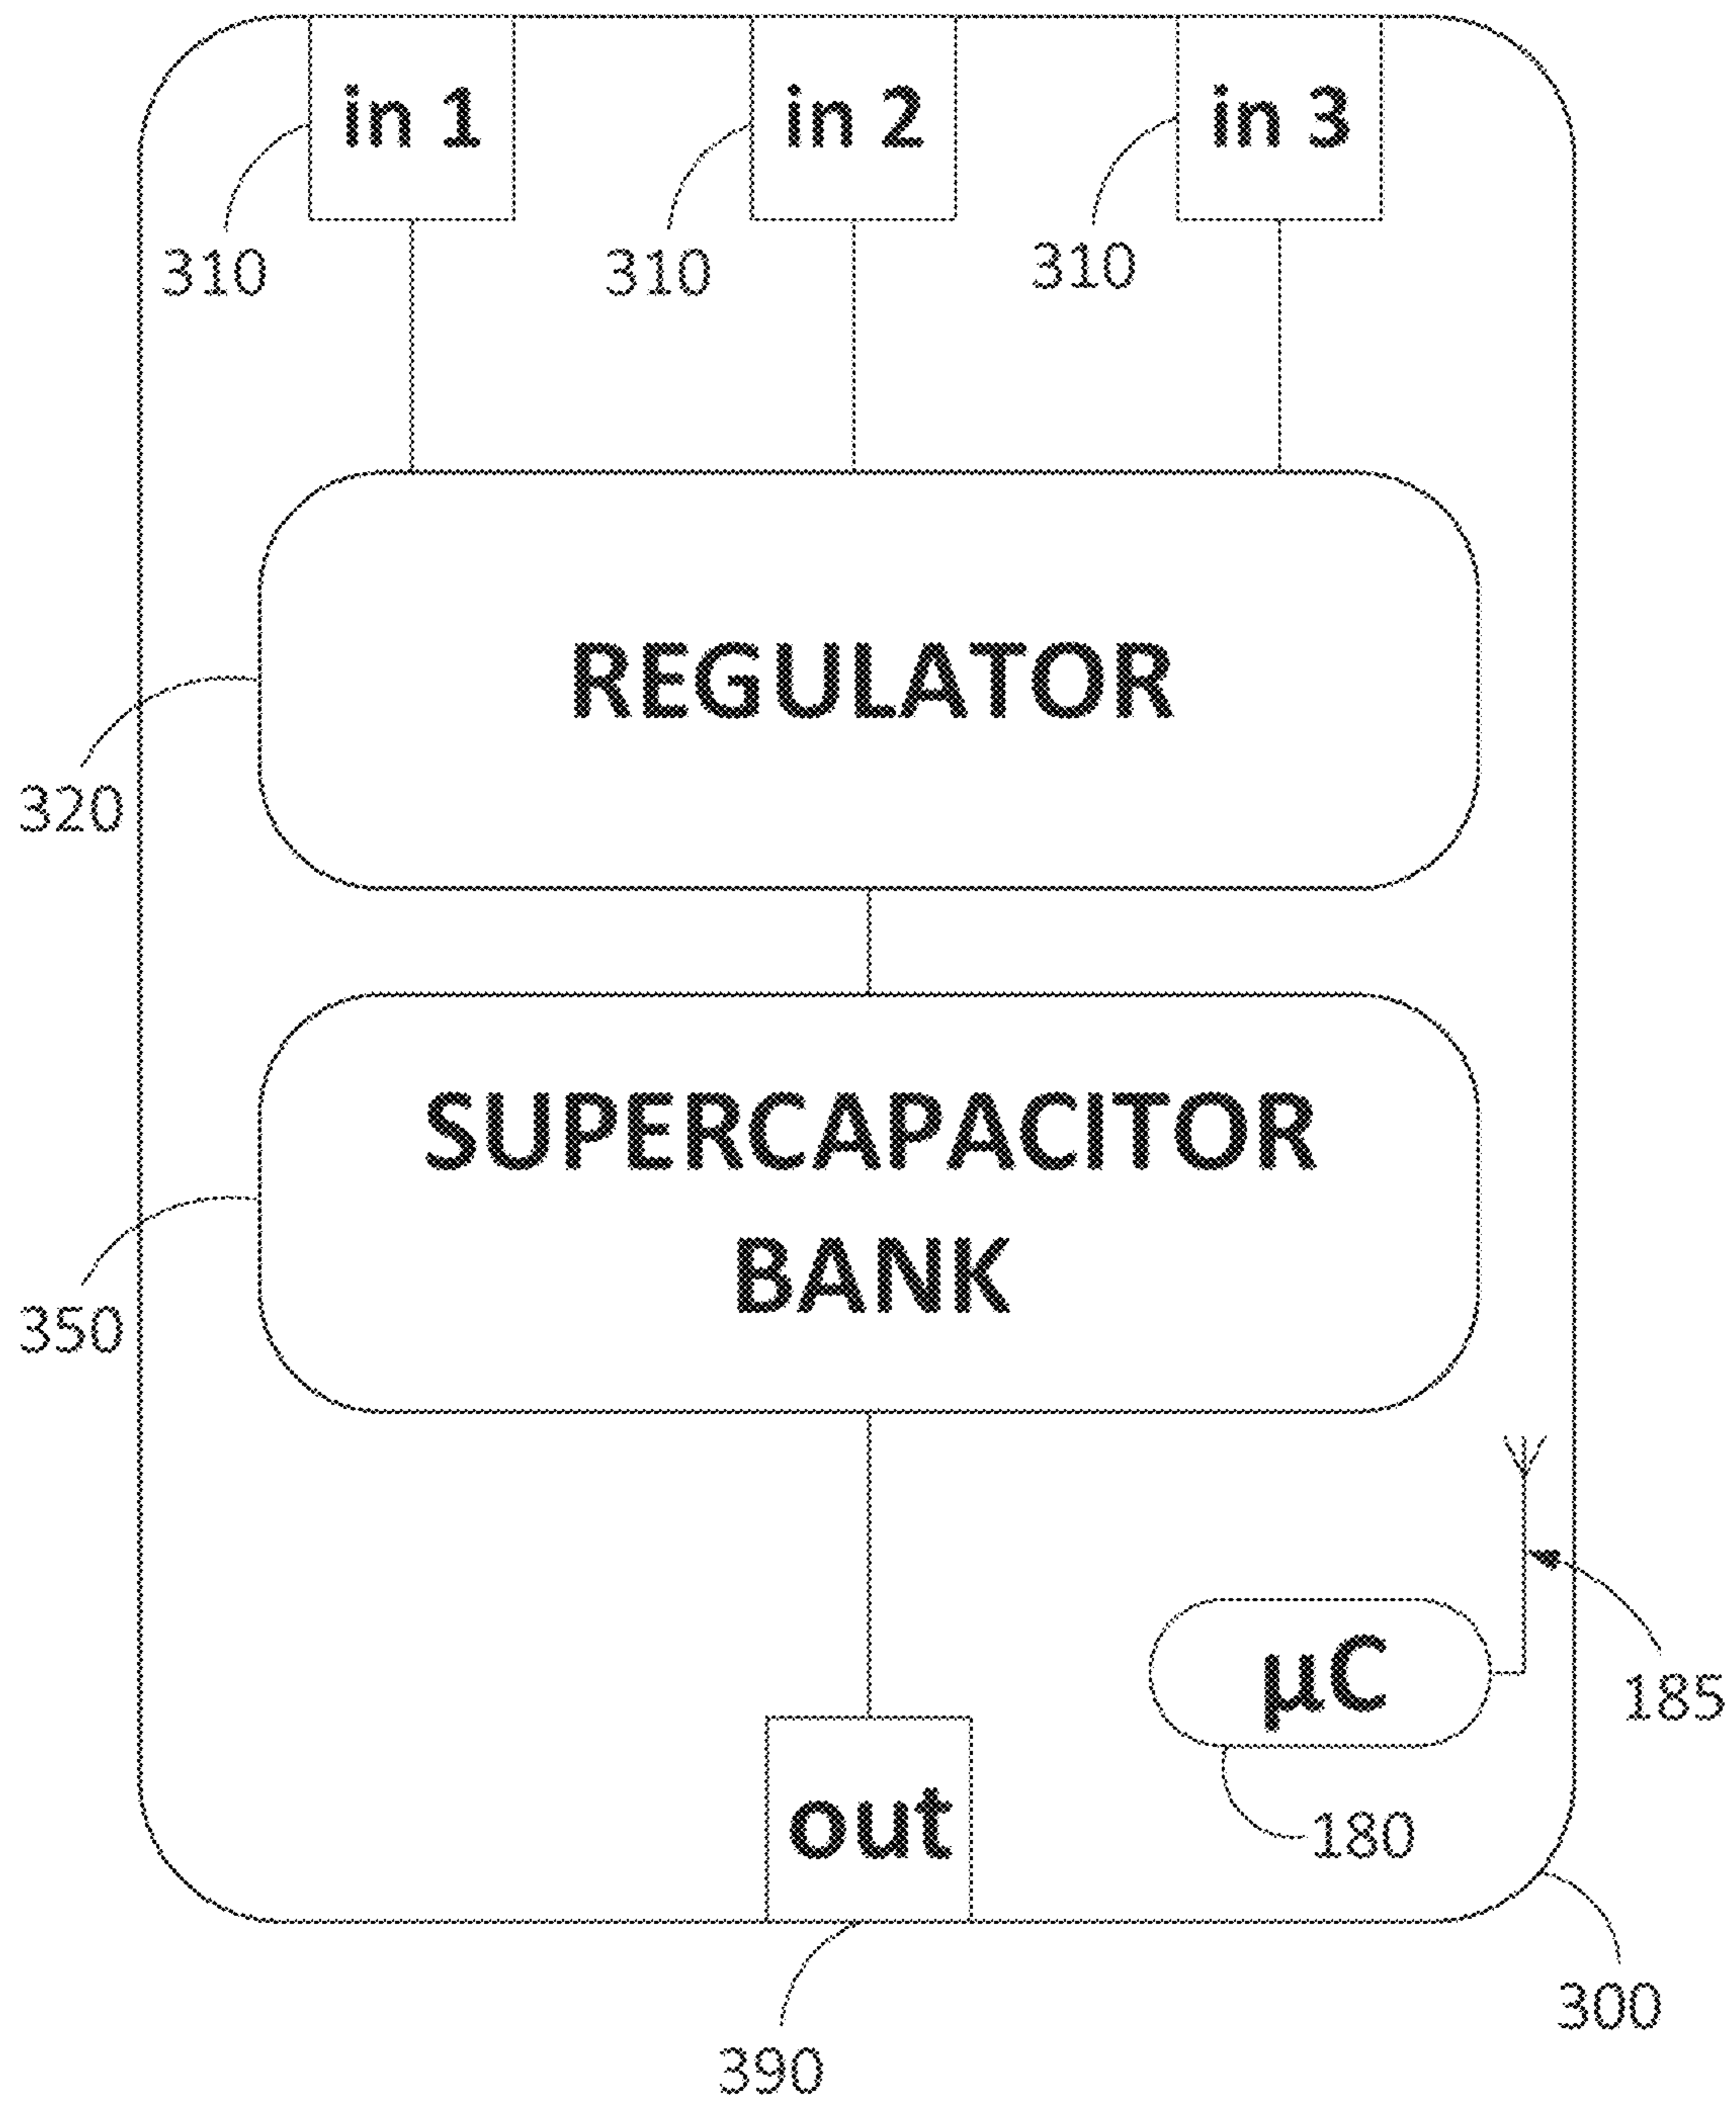 in 1
in 2
in 3
310
310
310
REGULATOR
320
SUPERCAPACITOR
BANK
350
µC
185
out
180
300
390